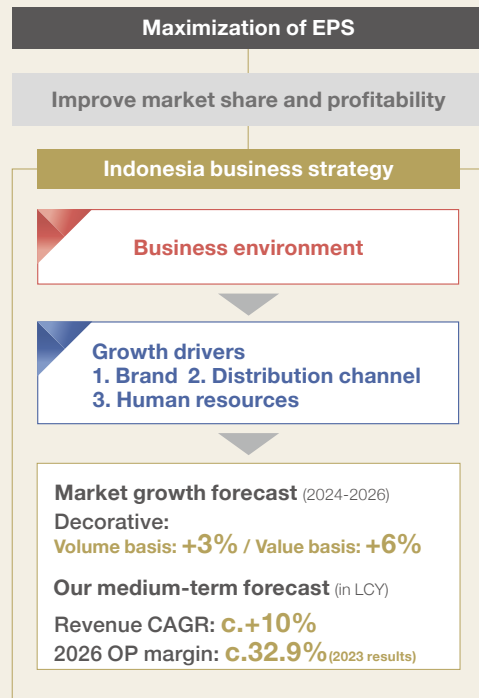 Maximization of EPS
Improve market share and profitability
Indonesia business strategy
Business environment
Growth drivers
1. Brand 2. Distribution channel
3. Human resources
Market growth forecast (2024-2026)
Decorative:
Volume basis: +3% / Value basis: +6%
Our medium-term forecast (in LCY)
Revenue CAGR: c.+10%
2026 OP margin: c.32.9% (2023 results)